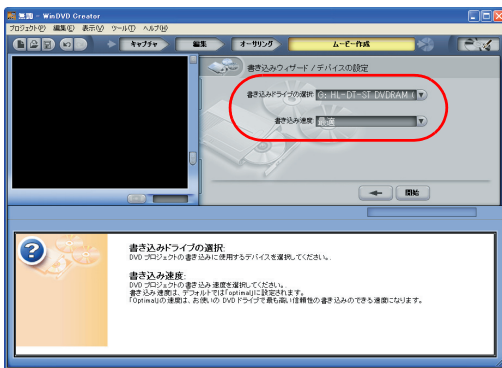 無題 - WinDVD Creator
プロジェクト(P) 編集(E) 表示(V) ツール(T) ヘルプ(H)
キャプチャ 編集 オーサリング ムービー作成
書き込みウィザード / デバイスの設定
書き込みドライブの選択 G: HL-DT-ST DVDRAM (
書き込み速度 最適
開始
書き込みドライブの選択:
DVD プロジェクトの書き込みに使用するデバイスを選択してください。
書き込み速度:
DVD プロジェクトの書き込み速度を選択してください。
書き込み速度は、デフォルトでは「optimal」に設定されます。
「Optimal」の速度は、お使いの DVD ドライブで最も高い信頼性の書き込みのできる速度になります。